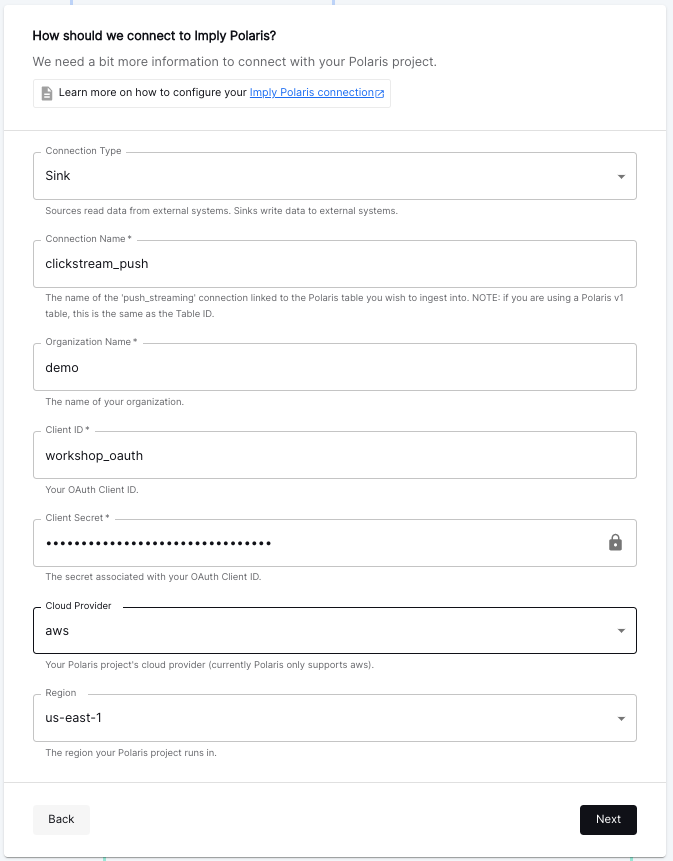 How should we connect to Imply Polaris?
We need a bit more information to connect with your Polaris project.
Learn more on how to configure your Imply Polaris connection
Connection Type
Sink
Sources read data from external systems. Sinks write data to external systems.
Connection Name *
clickstream_push
The name of the 'push_streaming' connection linked to the Polaris table you wish to ingest into. NOTE: if you are using a Polaris v1
table, this is the same as the Table ID.
Organization Name *
demo
The name of your organization.
Client ID *
workshop_oauth
Your OAuth Client ID.
Client Secret *
••••••••••••••••••••••••••••••••
The secret associated with your OAuth Client ID.
Cloud Provider
aws
Your Polaris project's cloud provider (currently Polaris only supports aws).
Region
us-east-1
The region your Polaris project runs in.
Back
Next